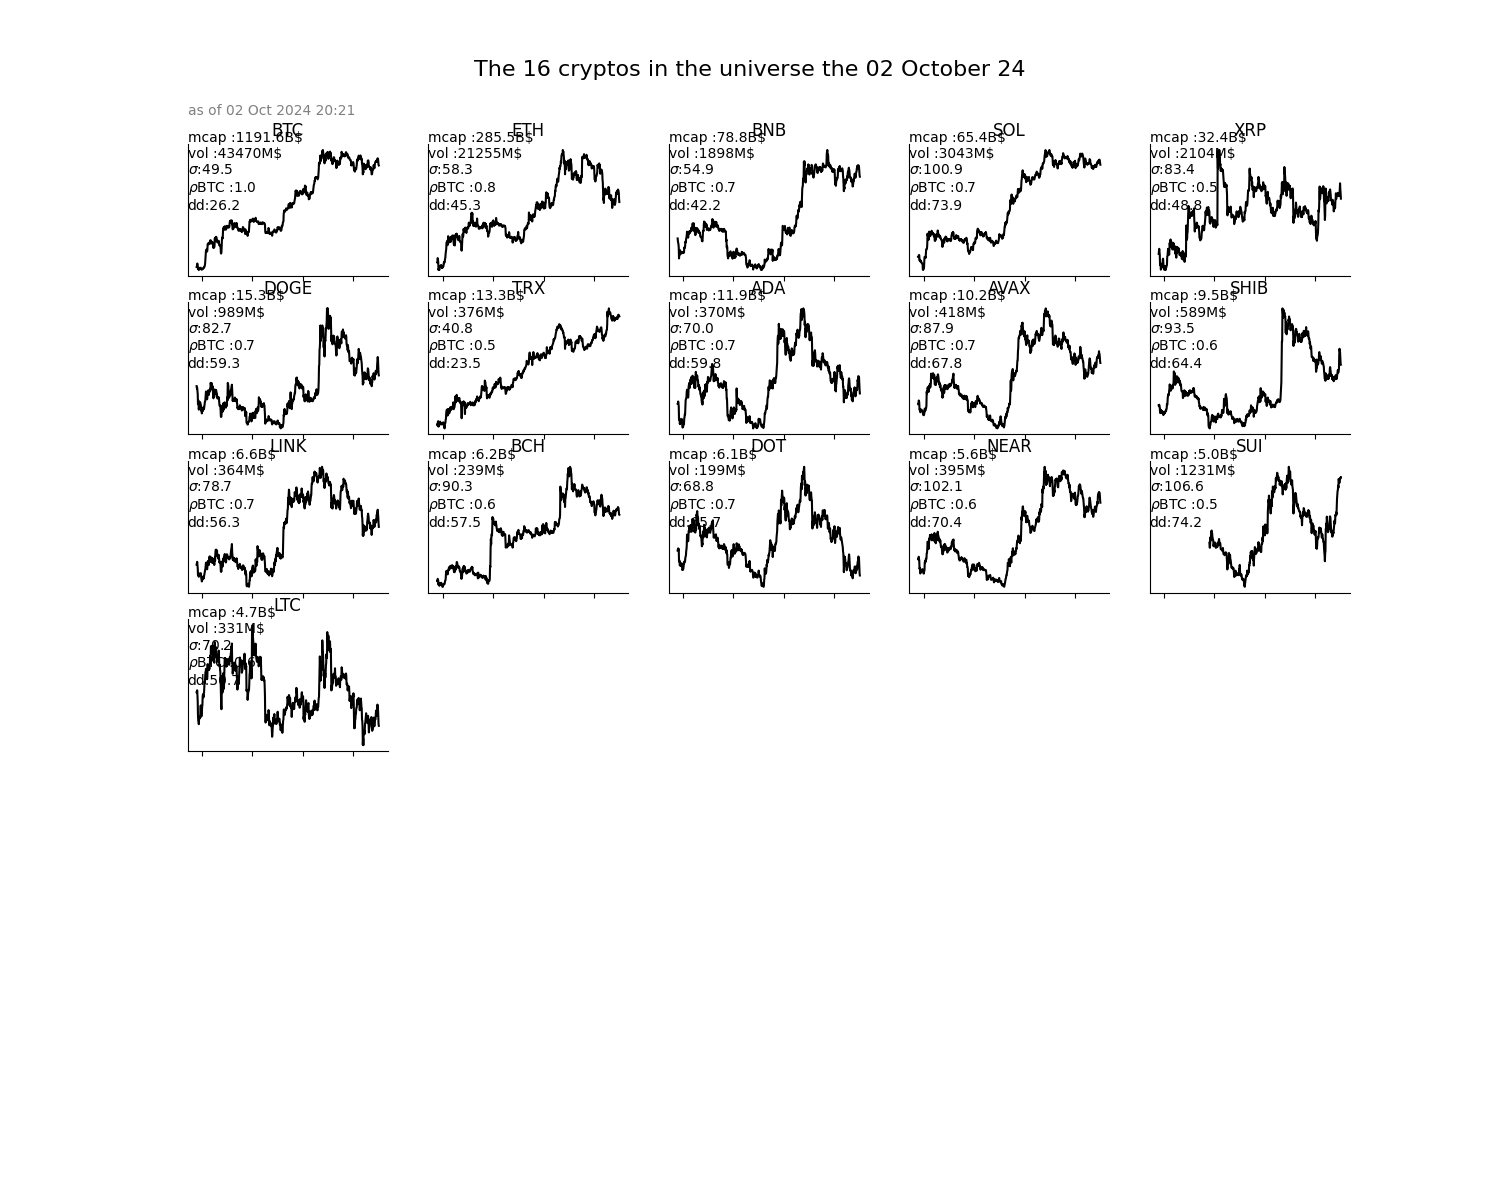 The 16 cryptos in the universe the 02 October 24
as of 02 Oct 2024 20:21
BTC
mcap :1191.6B$
vol :43470M$
σ:49.5
ρBTC :1.0
dd:26.2
ETH
mcap :285.5B$
vol :21255M$
σ:58.3
ρBTC :0.8
dd:45.3
BNB
mcap :78.8B$
vol :1898M$
σ:54.9
ρBTC :0.7
dd:42.2
SOL
mcap :65.4B$
vol :3043M$
σ:100.9
ρBTC :0.7
dd:73.9
XRP
mcap :32.4B$
vol :2104M$
σ:83.4
ρBTC :0.5
dd:48.8
DOGE
mcap :15.3B$
vol :989M$
σ:82.7
ρBTC :0.7
dd:59.3
TRX
mcap :13.3B$
vol :376M$
σ:40.8
ρBTC :0.5
dd:23.5
ADA
mcap :11.9B$
vol :370M$
σ:70.0
ρBTC :0.7
dd:59.8
AVAX
mcap :10.2B$
vol :418M$
σ:87.9
ρBTC :0.7
dd:67.8
SHIB
mcap :9.5B$
vol :589M$
σ:93.5
ρBTC :0.6
dd:64.4
LINK
mcap :6.6B$
vol :364M$
σ:78.7
ρBTC :0.7
dd:56.3
BCH
mcap :6.2B$
vol :239M$
σ:90.3
ρBTC :0.6
dd:57.5
DOT
mcap :6.1B$
vol :199M$
σ:68.8
ρBTC :0.7
NEAR
mcap :5.6B$
vol :395M$
σ:102.1
ρBTC :0.6
dd:70.4
SUI
mcap :5.0B$
vol :1231M$
σ:106.6
ρBTC :0.5
dd:74.2
LTC
mcap :4.7B$
vol :331M$
σ:70.2
ρBTC :0.6